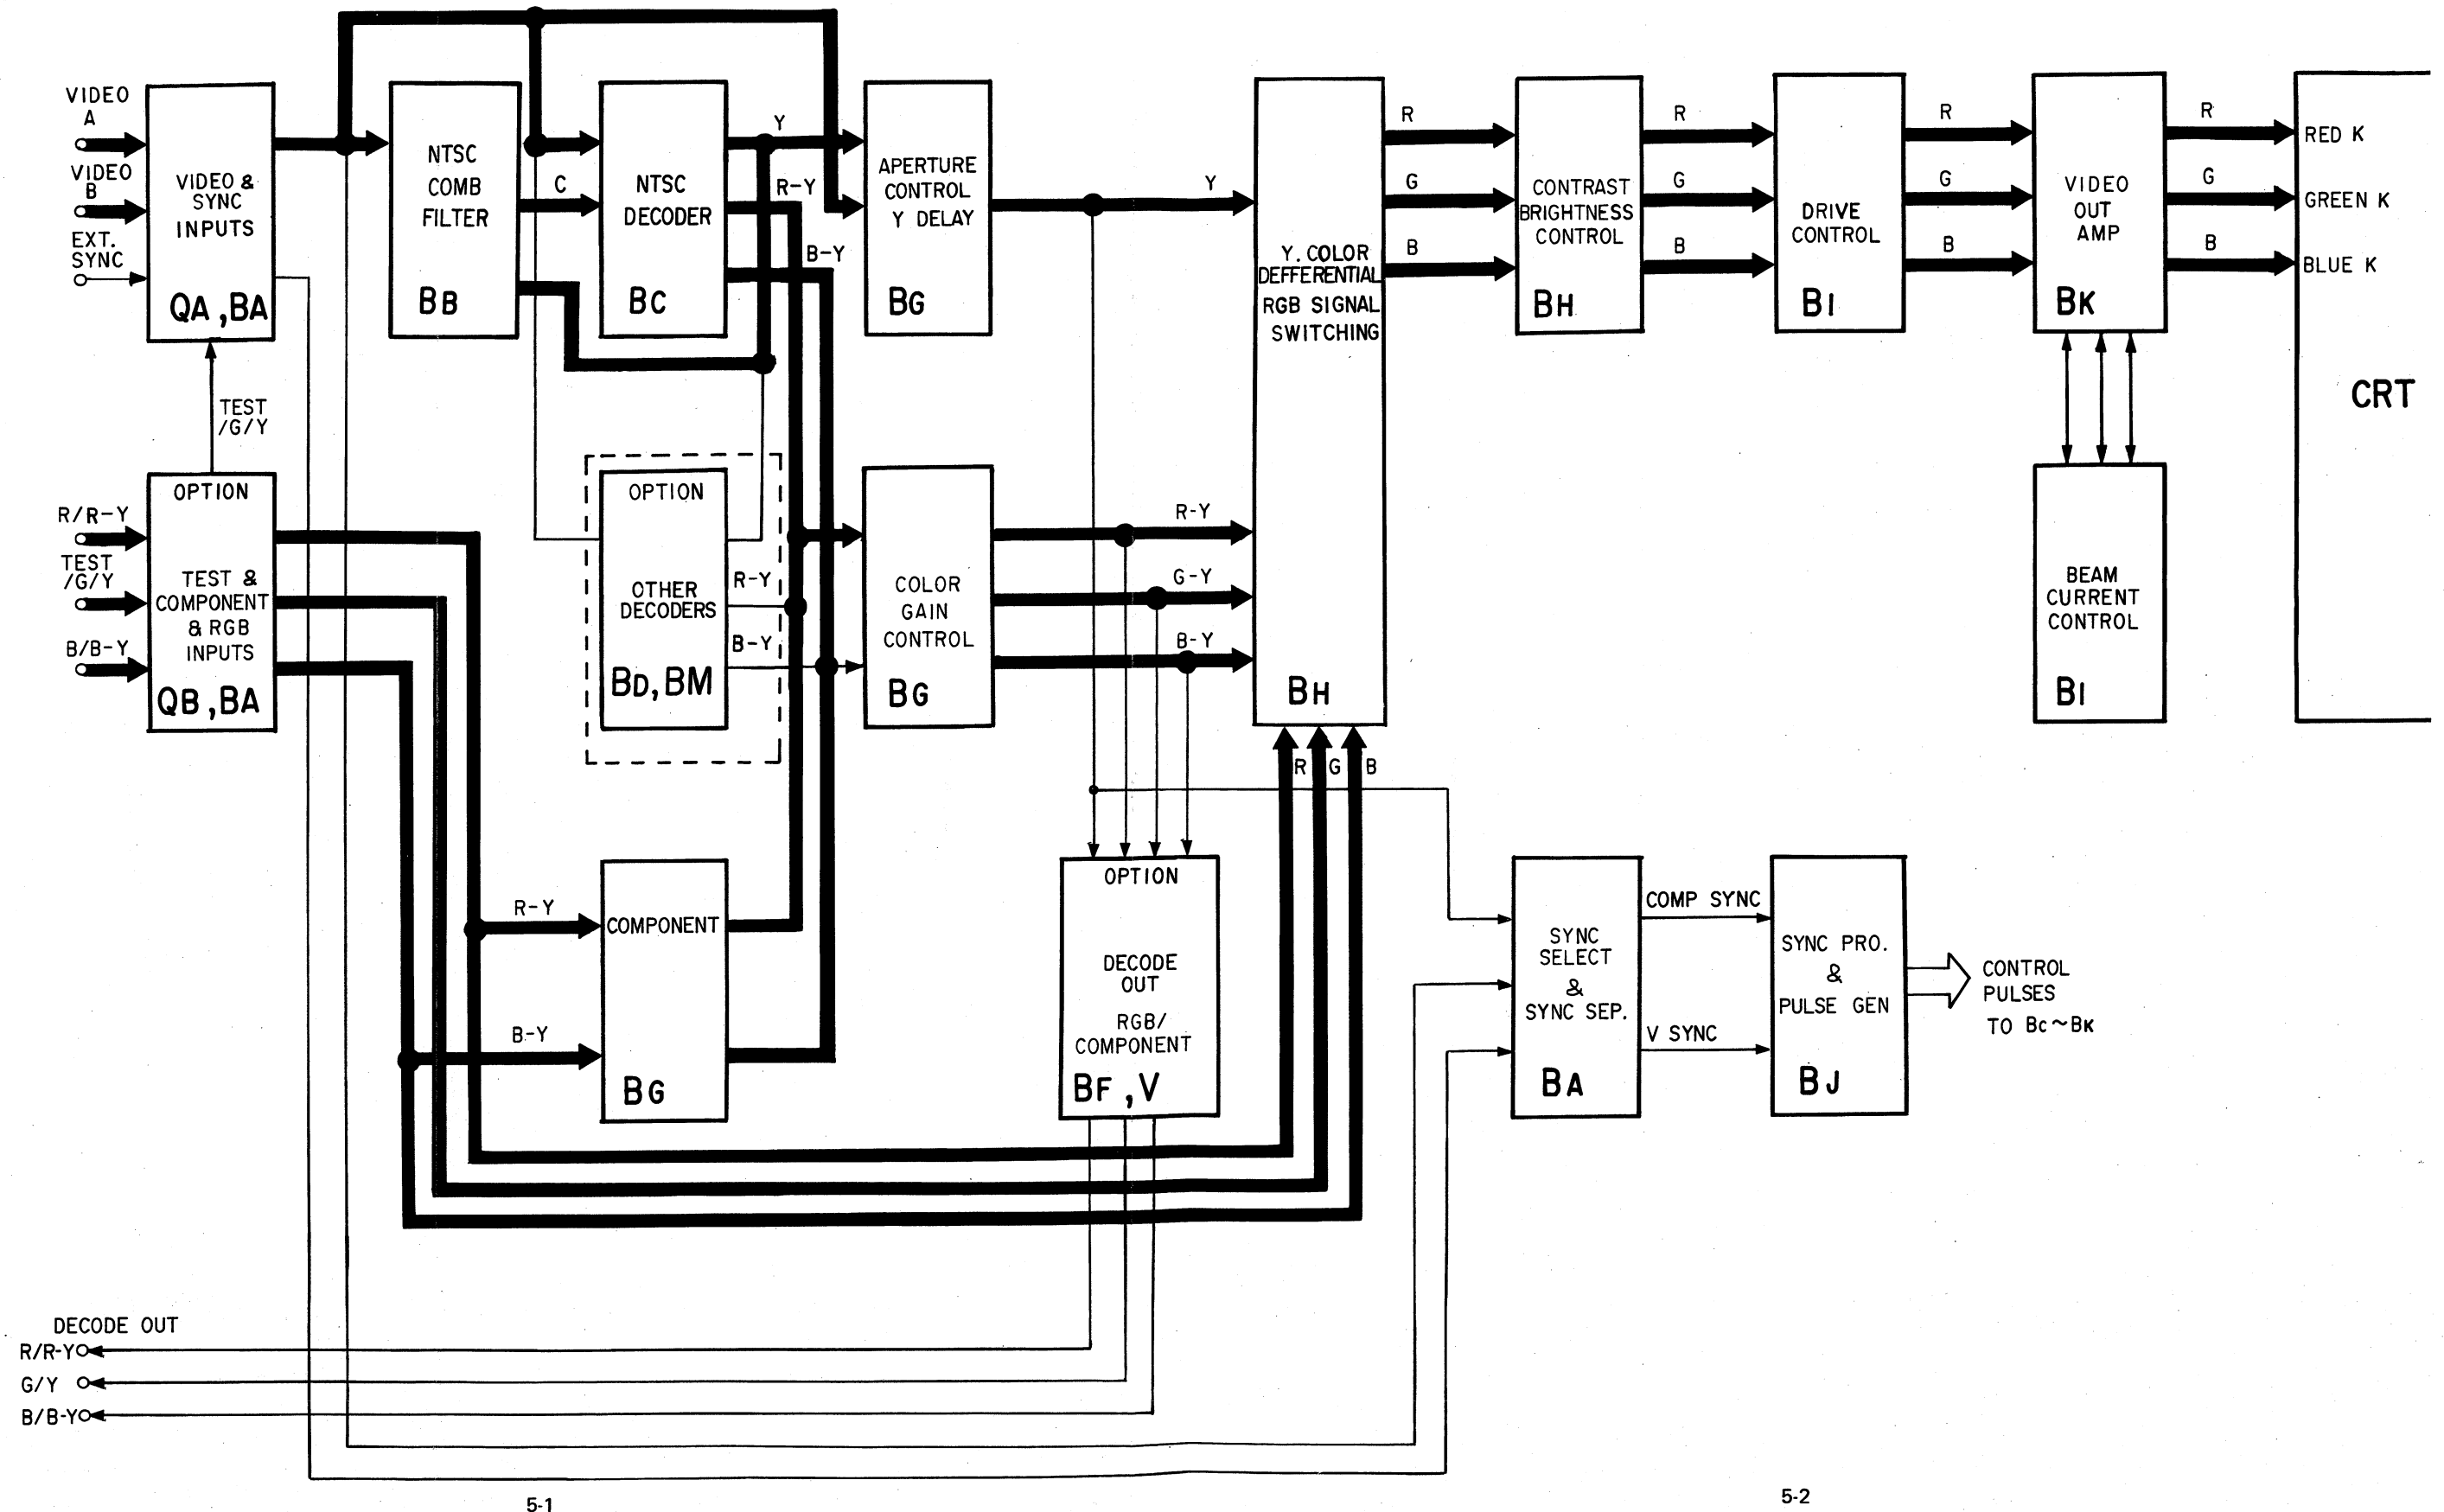 VIDEO
A
VIDEO
B
EXT.
SYNC
VIDEO &
SYNC
INPUTS
QA, BA
TEST
/G/Y
NTSC
COMB
FILTER
BB
C
NTSC
DECODER
BC
Y
R-Y
B-Y
APERTURE
CONTROL
Y DELAY
BG
Y
Y. COLOR
DEFFERENTIAL
RGB SIGNAL
SWITCHING
BH
R
G
B
CONTRAST
BRIGHTNESS
CONTROL
BH
R
G
B
DRIVE
CONTROL
BI
R
G
B
VIDEO
OUT
AMP
BK
R
G
B
RED K
GREEN K
BLUE K
CRT
R/R-Y
TEST
/G/Y
B/B-Y
OPTION
TEST &
COMPONENT
& RGB
INPUTS
QB, BA
OPTION
OTHER
DECODERS
BD, BM
R-Y
B-Y
COLOR
GAIN
CONTROL
BG
R-Y
G-Y
B-Y
BEAM
CURRENT
CONTROL
BI
R G B
R-Y
B-Y
COMPONENT
BG
OPTION
DECODE
OUT
RGB/
COMPONENT
BF, V
SYNC
SELECT
&
SYNC SEP.
BA
COMP SYNC
V SYNC
SYNC PRO.
&
PULSE GEN
BJ
CONTROL
PULSES
TO BC~BK
DECODE OUT
R/R-Y
G/Y
B/B-Y
5-1
5-2